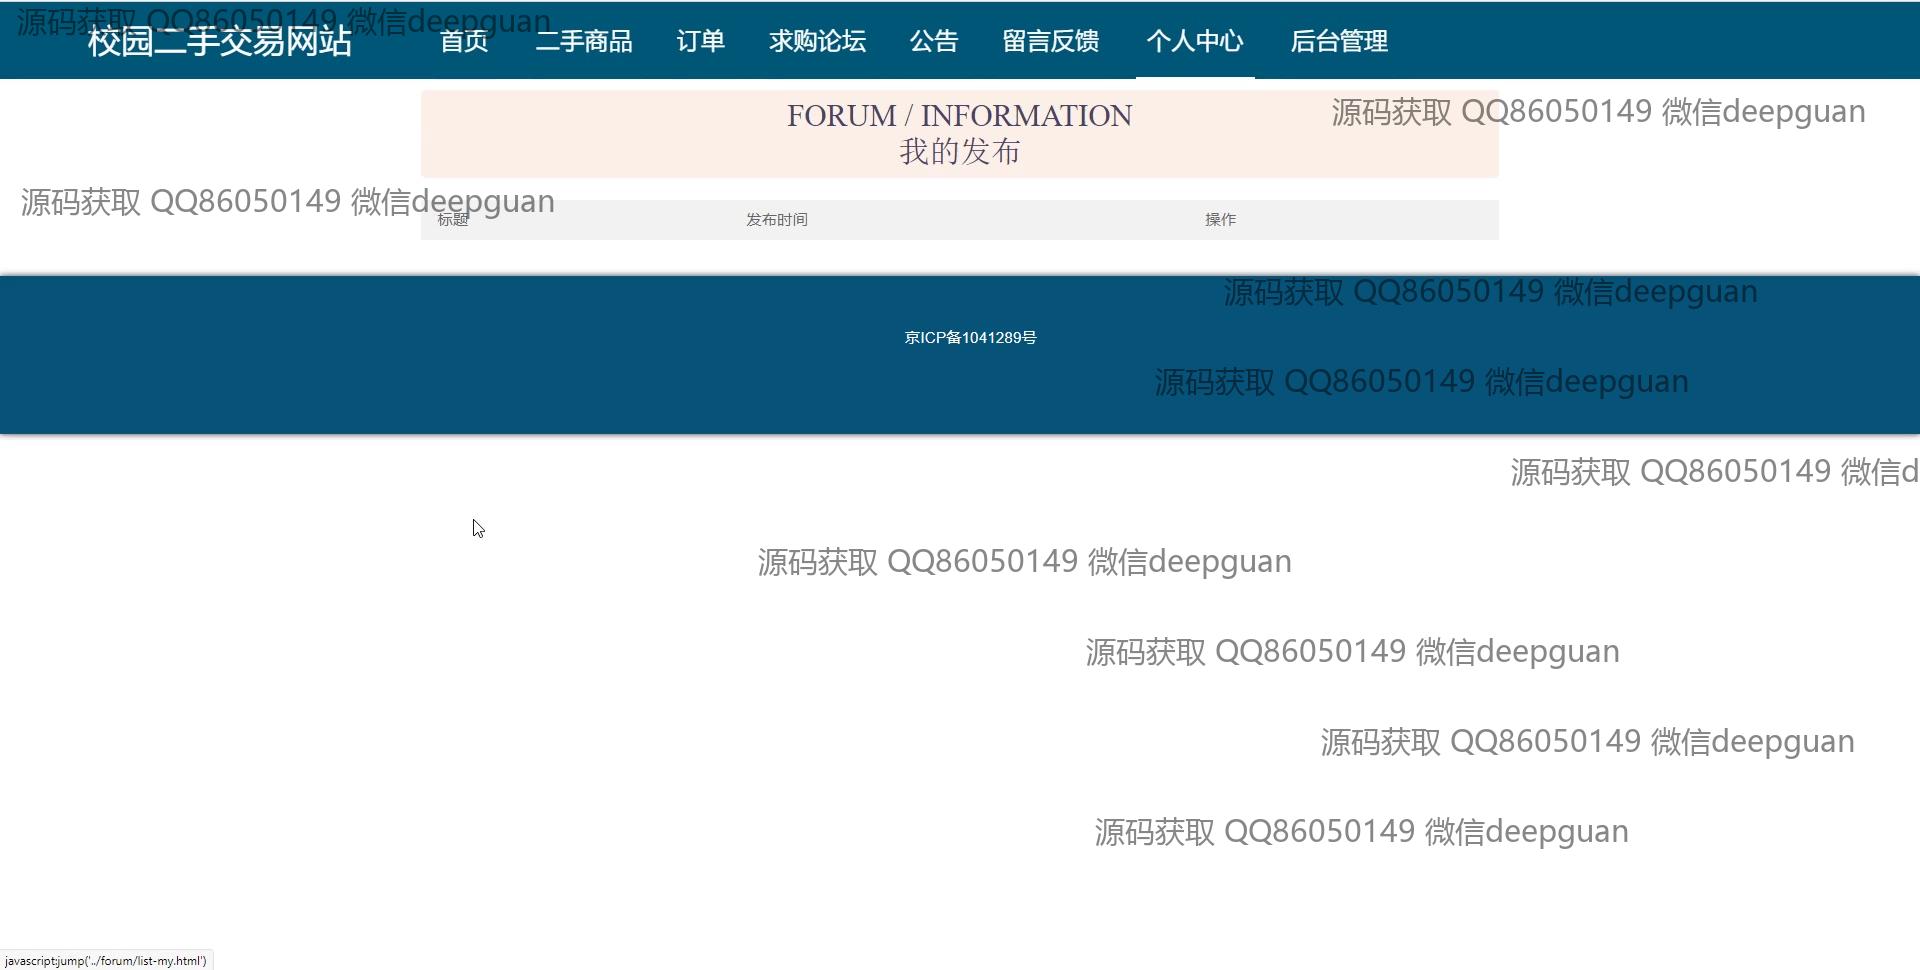 源码获取 QQ86050149 微信deepguan
校园二手交易网站
首页 二手商品 订单 求购论坛 公告 留言反馈 个人中心 后台管理
FORUM / INFORMATION
源码获取 QQ86050149 微信deepguan
我的发布
源码获取 QQ86050149 微信deepguan
标题 发布时间 操作
源码获取 QQ86050149 微信deepguan
京ICP备1041289号
源码获取 QQ86050149 微信deepguan
源码获取 QQ86050149 微信d
源码获取 QQ86050149 微信deepguan
源码获取 QQ86050149 微信deepguan
源码获取 QQ86050149 微信deepguan
源码获取 QQ86050149 微信deepguan
javascript:jump('../forum/list-my.html')